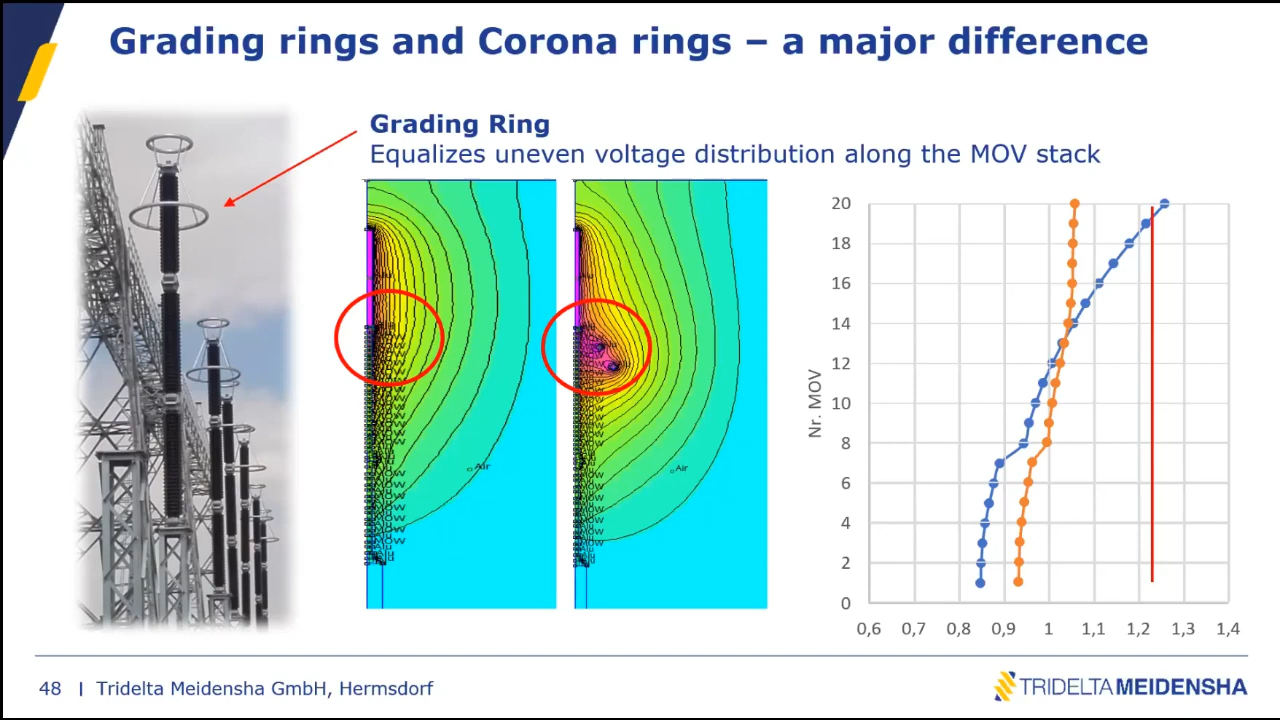 Grading rings and Corona rings – a major difference
Grading Ring
Equalizes uneven voltage distribution along the MOV stack
Air
Air
Nr. MOV
20
18
16
14
12
10
8
6
4
2
0
0,6 0,7 0,8 0,9 1 1,1 1,2 1,3 1,4
48 | Tridelta Meidensha GmbH, Hermsdorf
TRIDELTA MEIDENSHA